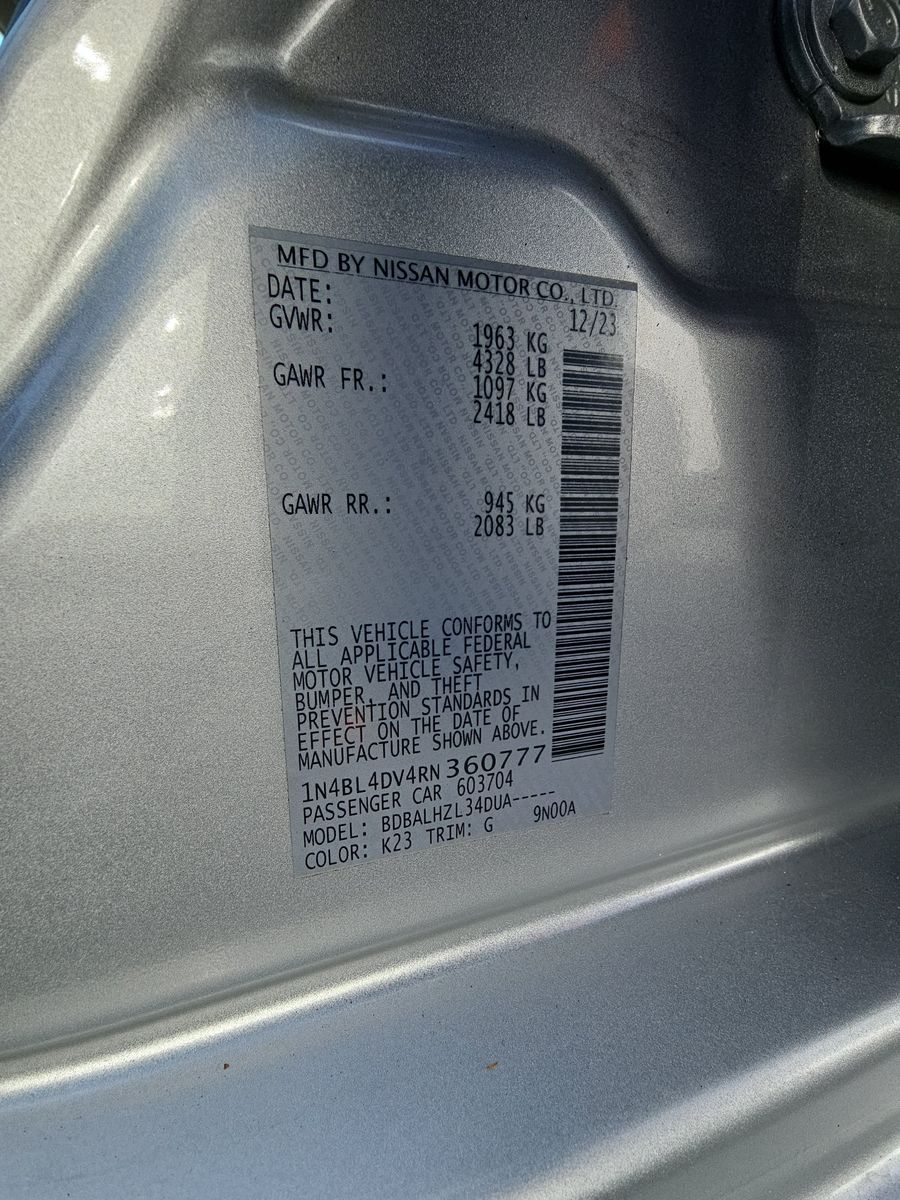 MFD BY NISSAN MOTOR CO., LTD.
DATE: 12/23
GVWR: 1963 KG
4328 LB
GAWR FR.: 1097 KG
2418 LB
GAWR RR.: 945 KG
2083 LB
THIS VEHICLE CONFORMS TO
ALL APPLICABLE FEDERAL
MOTOR VEHICLE SAFETY,
BUMPER, AND THEFT
PREVENTION STANDARDS IN
EFFECT ON THE DATE OF
MANUFACTURE SHOWN ABOVE.
1N4BL4DV4RN360777
PASSENGER CAR 603704
MODEL: BDBALHZL34DUA-----
COLOR: K23 TRIM: G 9N00A